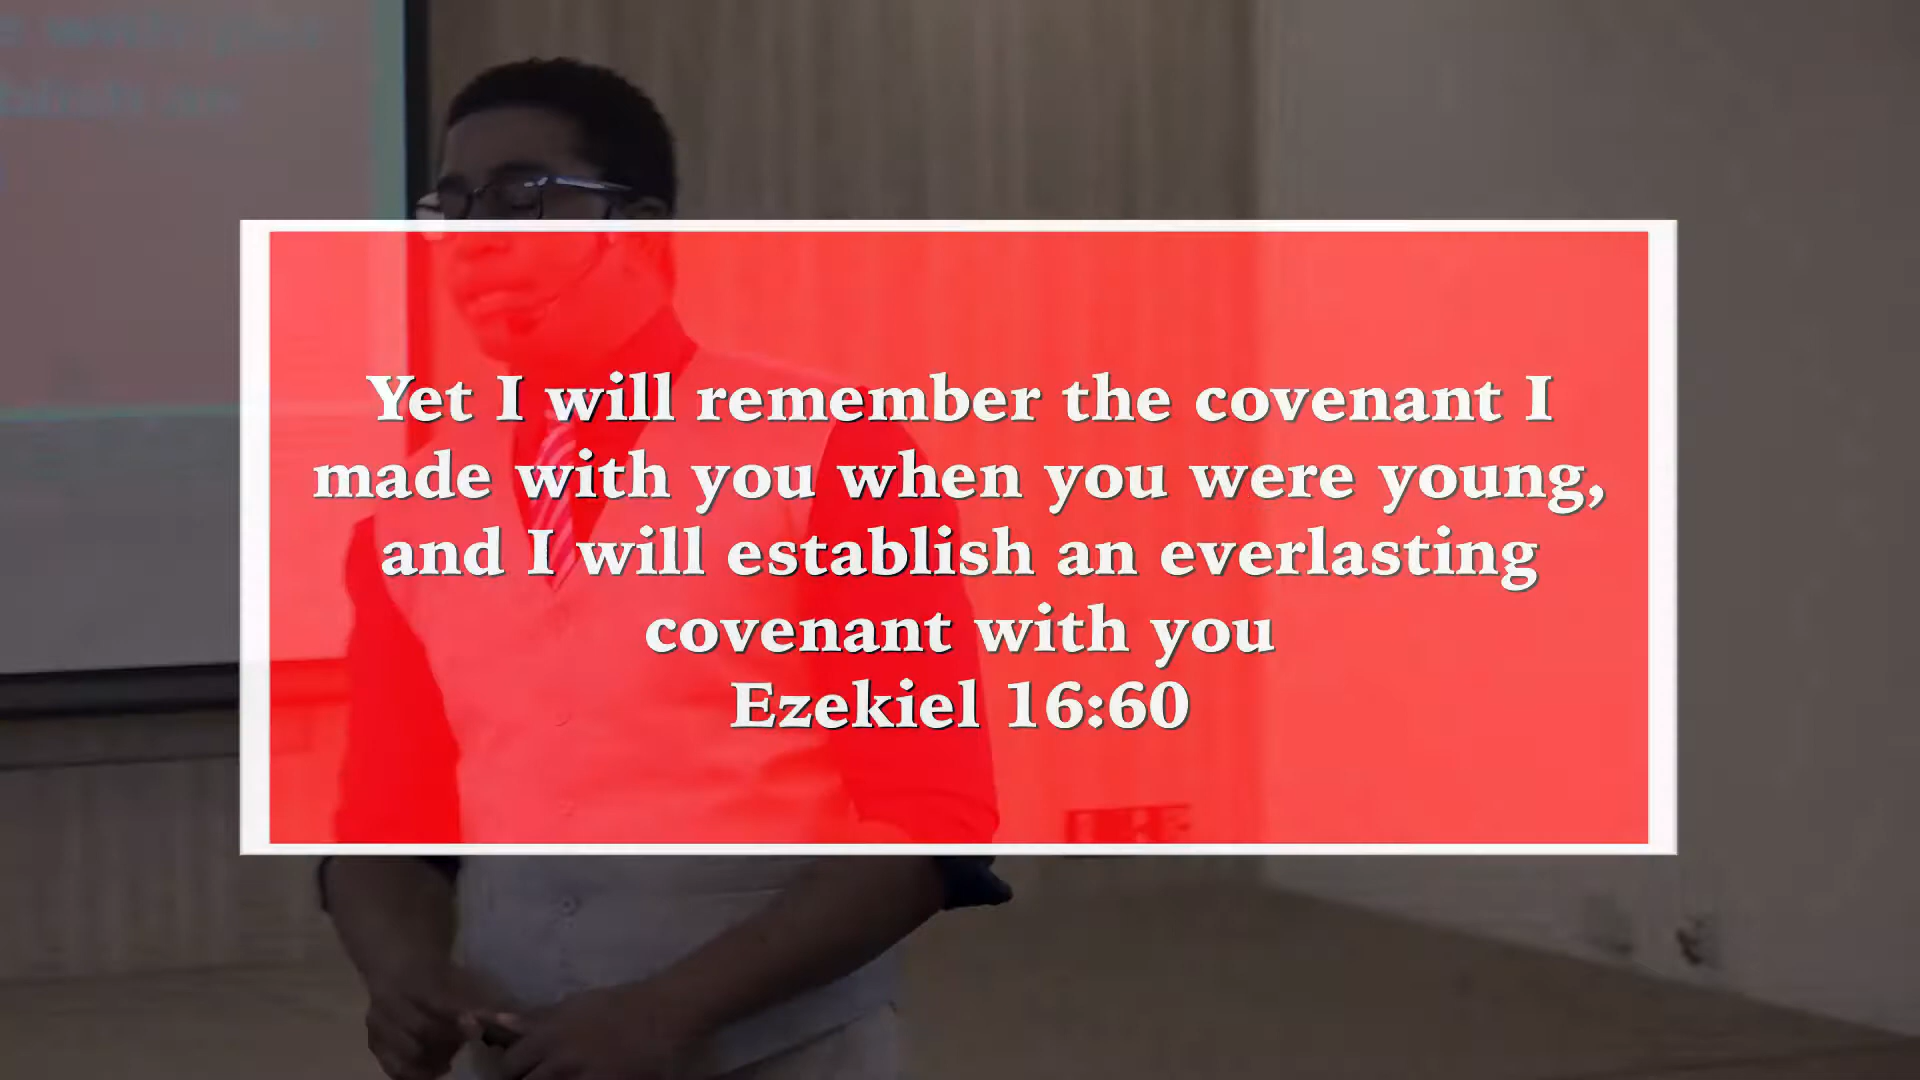 Yet I will remember the covenant I
made with you when you were young,
and I will establish an everlasting
covenant with you
Ezekiel 16:60